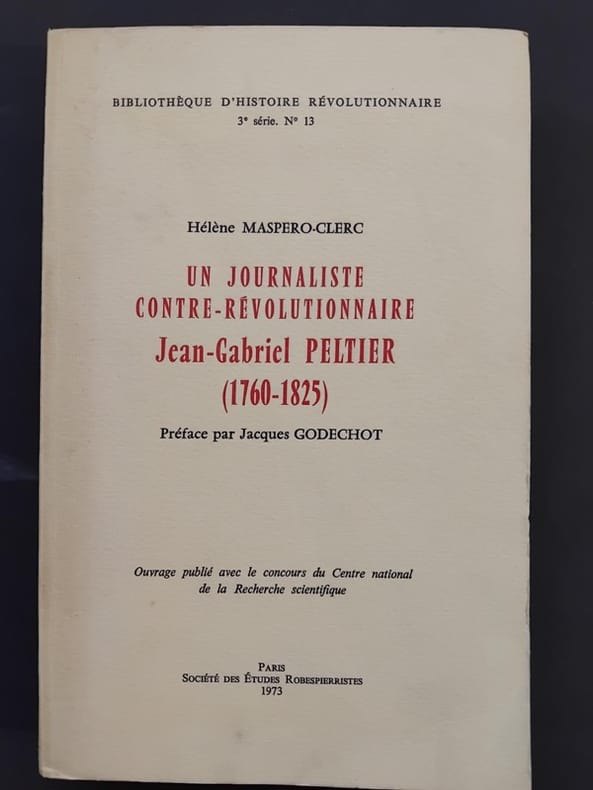 BIBLIOTHÈQUE D'HISTOIRE RÉVOLUTIONNAIRE
3e série. No 13
Hélène MASPERO-CLERC
UN JOURNALISTE
CONTRE-RÉVOLUTIONNAIRE
Jean-Gabriel PELTIER
(1760-1825)
Préface par Jacques GODECHOT
Ouvrage publié avec le concours du Centre national
de la Recherche scientifique
PARIS
SOCIÉTÉ DES ÉTUDES ROBESPIERRISTES
1973